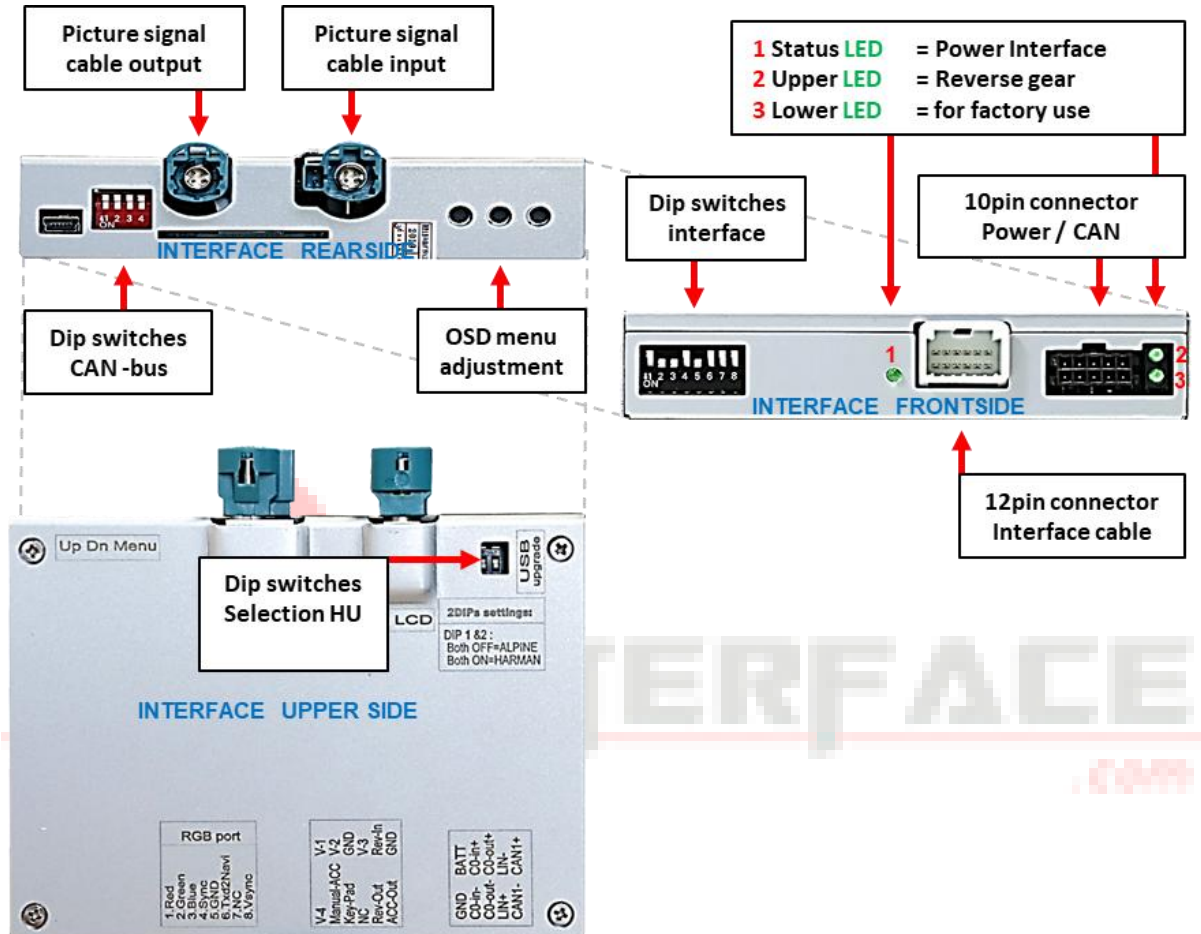 Picture signal
cable output
Picture signal
cable input
1 Status LED = Power Interface
2 Upper LED = Reverse gear
3 Lower LED = for factory use
Dip switches
interface
10pin connector
Power / CAN
1 2 3 4
ON
INTERFACE REARSIDE
Dip switches
CAN -bus
OSD menu
adjustment
1 2 3 4 5 6 7 8
ON
1
2
3
INTERFACE FRONTSIDE
12pin connector
Interface cable
Up Dn Menu
USB
upgrade
Dip switches
Selection HU
LCD
2DIPs settings:
DIP 1 &2 :
Both OFF=ALPINE
Both ON=HARMAN
INTERFACE UPPER SIDE
TERFACE
.com
RGB port
1.Red
2.Green
3.Blue
4.Sync
5.GND
6.Txd2Navi
7.NC
8.Vsync
V-4 V-1
Manual-ACC V-2
Key-Pad GND
NC V-3
Rev-Out Rev-In
ACC-Out GND
GND BATT
C0-in- C0-in+
C0-out- C0-out+
LIN+ LIN-
CAN1- CAN1+